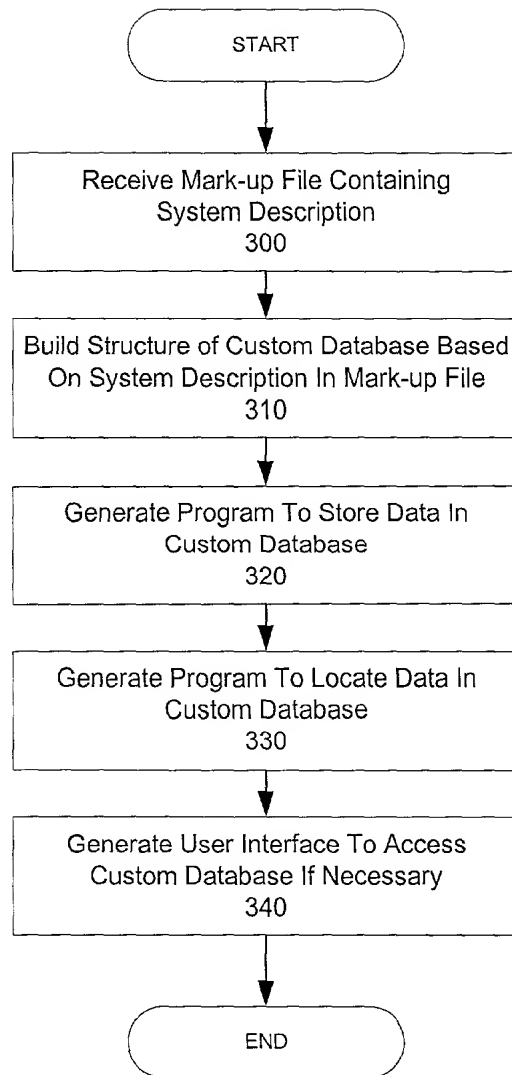 START
Receive Mark-up File Containing
System Description
300
Build Structure of Custom Database Based
On System Description In Mark-up File
310
Generate Program To Store Data In
Custom Database
320
Generate Program To Locate Data In
Custom Database
330
Generate User Interface To Access
Custom Database If Necessary
340
END